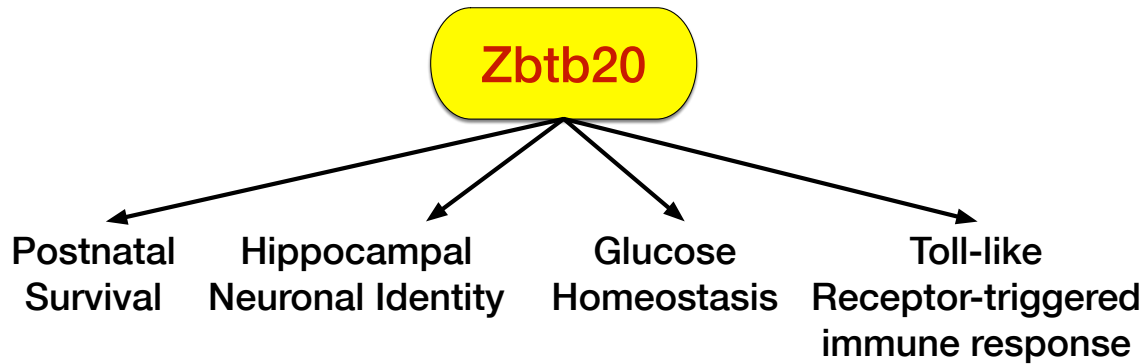 Zbtb20
Postnatal
Survival
Hippocampal
Neuronal Identity
Glucose
Homeostasis
Toll-like
Receptor-triggered
immune response